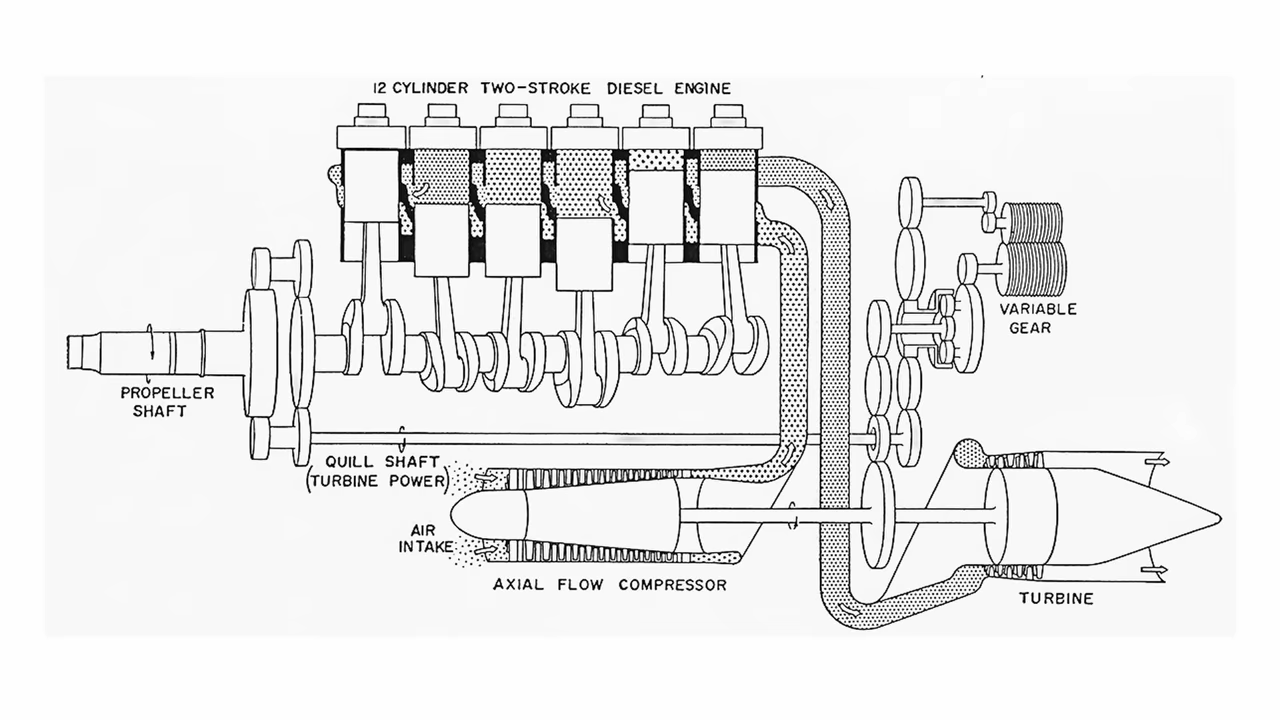 12 CYLINDER TWO-STROKE DIESEL ENGINE
VARIABLE
GEAR
PROPELLER
SHAFT
QUILL SHAFT
(TURBINE POWER)
AIR
INTAKE
AXIAL FLOW COMPRESSOR
TURBINE